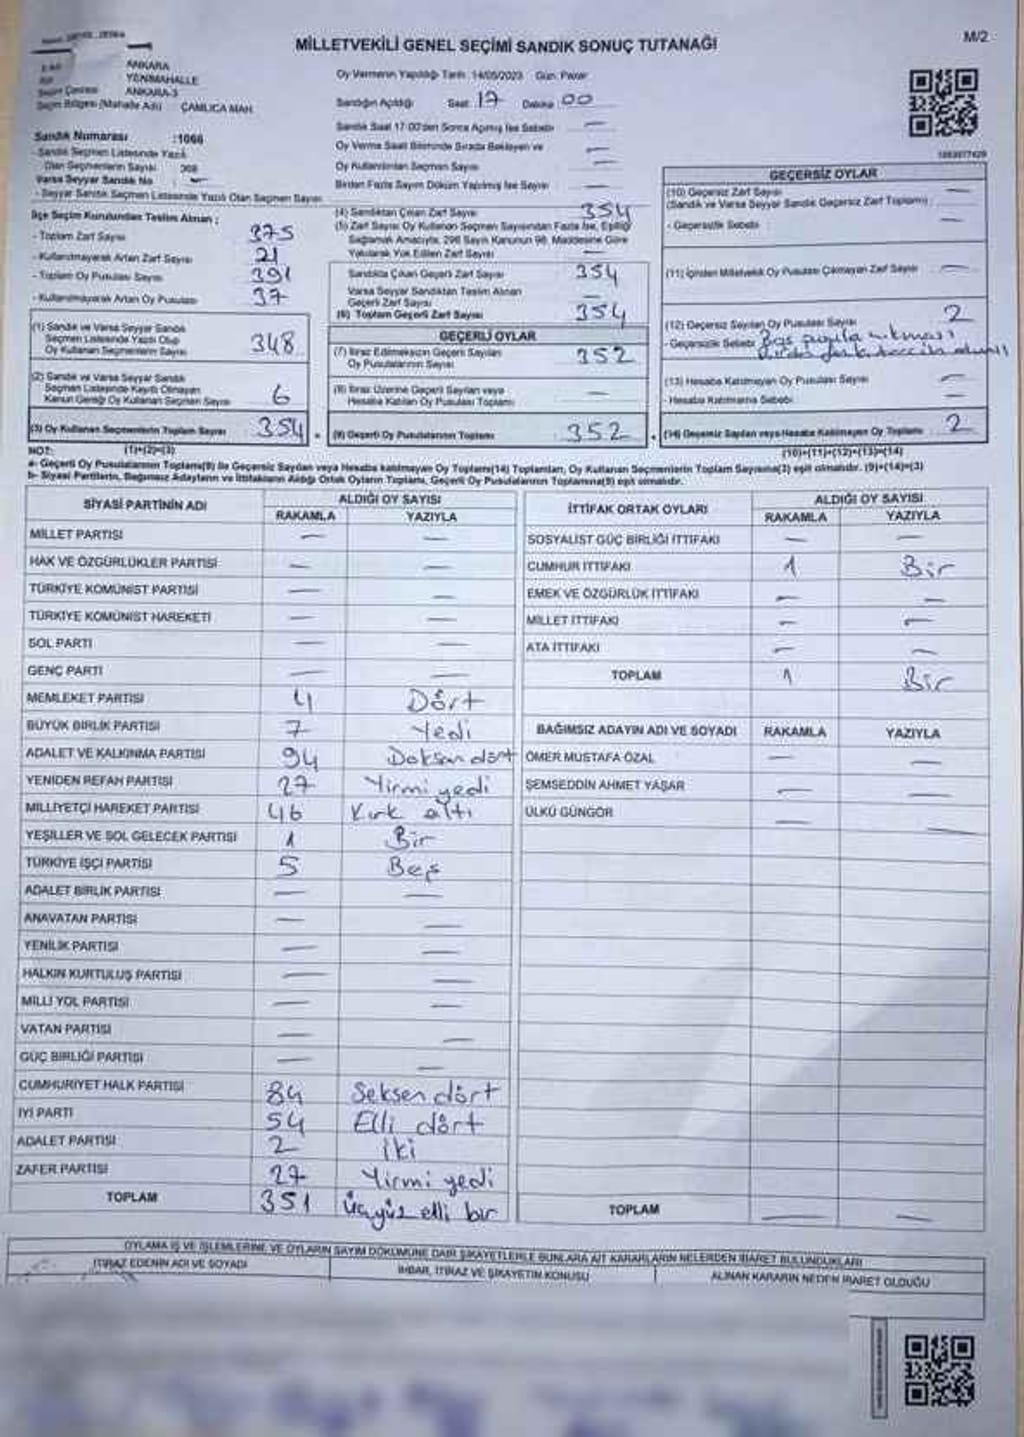 MİLLETVEKİLİ GENEL SEÇİMİ SANDIK SONUÇ TUTANAĞI
M/2
ANKARA
YENİMAHALLE
Seçim Çevresi ANKARA-3
Seçim Bölgesi (Mahalle Adı) ÇAMLICA MAH.
Oy Vermenin Yapıldığı Tarih: 14/05/2023 Gün: Pazar
Sandığın Açıldığı Saat: 17 Dakika: 00
Sandık Saat 17:00'den Sonra Açılmış İse Sebebi —
Oy Verme Saati Bitiminde Sırada Bekleyen ve —
Oy Kullandırılan Seçmen Sayısı —
Birden Fazla Sayım Döküm Yapılmış İse Sayısı —
Sandık Numarası :1066
- Sandık Seçmen Listesinde Yazılı
Olan Seçmenlerin Sayısı
Varsa Seyyar Sandık No —
- Seyyar Sandık Seçmen Listesinde Yazılı Olan Seçmen Sayısı
İlçe Seçim Kurulundan Teslim Alınan :
- Toplam Zarf Sayısı 375
- Kullanılmayarak Artan Zarf Sayısı 21
- Toplam Oy Pusulası Sayısı 391
- Kullanılmayarak Artan Oy Pusulası 37
(1) Sandık ve Varsa Seyyar Sandık
Seçmen Listesinde Yazılı Olup
Oy Kullanan Seçmenlerin Sayısı 348
(2) Sandık ve Varsa Seyyar Sandık
Seçmen Listesinde Kayıtlı Olmayan
Kanun Gereği Oy Kullanan Seçmen Sayısı 6
(3) Oy Kullanan Seçmenlerin Toplam Sayısı 354
(1)+(2)=(3)
(4) Sandıktan Çıkan Zarf Sayısı 354
(5) Zarf Sayısı Oy Kullanan Seçmen Sayısından Fazla İse, Eşitliği
Sağlamak Amacıyla, 298 Sayılı Kanunun 98. Maddesine Göre
Yakılarak Yok Edilen Zarf Sayısı —
Sandıkta Çıkan Geçerli Zarf Sayısı 354
Varsa Seyyar Sandıktan Teslim Alınan
Geçerli Zarf Sayısı —
(6) Toplam Geçerli Zarf Sayısı 354
GEÇERLİ OYLAR
(7) İtiraz Edilmeksizin Geçerli Sayılan
Oy Pusulalarının Sayısı 352
(8) İtiraz Üzerine Geçerli Sayılan veya
Hesaba Katılan Oy Pusulası Toplamı —
(9) Geçerli Oy Pusulalarının Toplamı 352
GEÇERSİZ OYLAR
(10) Geçersiz Zarf Sayısı —
(Sandık ve Varsa Seyyar Sandık Geçersiz Zarf Toplamı)
- Geçersizlik Sebebi : —
(11) İçinden Milletvekili Oy Pusulası Çıkmayan Zarf Sayısı —
(12) Geçersiz Sayılan Oy Pusulası Sayısı 2
- Geçersizlik Sebebi Boş pusula çıkması
(13) Hesaba Katılmayan Oy Pusulası Sayısı —
- Hesaba Katılmama Sebebi —
(14) Geçersiz Sayılan veya Hesaba Katılmayan Oy Toplamı 2
(10)+(11)+(12)+(13)=(14)
NOT:
a- Geçerli Oy Pusulalarının Toplamı(9) ile Geçersiz Sayılan veya Hesaba katılmayan Oy Toplamı(14) Toplamları, Oy Kullanan Seçmenlerin Toplam Sayısına(3) eşit olmalıdır. (9)+(14)=(3)
b- Siyasi Partilerin, Bağımsız Adayların ve İttifakların Aldığı Ortak Oyların Toplamı, Geçerli Oy Pusulalarının Toplamına(9) eşit olmalıdır.
SİYASİ PARTİNİN ADI ALDIĞI OY SAYISI
RAKAMLA YAZIYLA
MİLLET PARTİSİ — —
HAK VE ÖZGÜRLÜKLER PARTİSİ — —
TÜRKİYE KOMÜNİST PARTİSİ — —
TÜRKİYE KOMÜNİST HAREKETİ — —
SOL PARTİ — —
GENÇ PARTİ — —
MEMLEKET PARTİSİ 4 Dört
BÜYÜK BİRLİK PARTİSİ 7 Yedi
ADALET VE KALKINMA PARTİSİ 94 Doksan dört
YENİDEN REFAH PARTİSİ 27 Yirmi yedi
MİLLİYETÇİ HAREKET PARTİSİ 46 Kırk altı
YEŞİLLER VE SOL GELECEK PARTİSİ 1 Bir
TÜRKİYE İŞÇİ PARTİSİ 5 Beş
ADALET BİRLİK PARTİSİ — —
ANAVATAN PARTİSİ — —
YENİLİK PARTİSİ — —
HALKIN KURTULUŞ PARTİSİ — —
MİLLİ YOL PARTİSİ — —
VATAN PARTİSİ — —
GÜÇ BİRLİĞİ PARTİSİ — —
CUMHURİYET HALK PARTİSİ 84 Seksen dört
İYİ PARTİ 54 Elli dört
ADALET PARTİSİ 2 İki
ZAFER PARTİSİ 27 Yirmi yedi
TOPLAM 351 Üçyüz elli bir
İTTİFAK ORTAK OYLARI ALDIĞI OY SAYISI
RAKAMLA YAZIYLA
SOSYALİST GÜÇ BİRLİĞİ İTTİFAKI — —
CUMHUR İTTİFAKI 1 Bir
EMEK VE ÖZGÜRLÜK İTTİFAKI — —
MİLLET İTTİFAKI — —
ATA İTTİFAKI — —
TOPLAM 1 Bir
BAĞIMSIZ ADAYIN ADI VE SOYADI RAKAMLA YAZIYLA
ÖMER MUSTAFA ÖZAL — —
ŞEMSEDDİN AHMET YAŞAR — —
ÜLKÜ GÜNGÖR — —
TOPLAM — —
OYLAMA İŞ VE İŞLEMLERİNE VE OYLARIN SAYIM DÖKÜMÜNE DAİR ŞİKAYETLERLE BUNLARA AİT KARARLARIN NELERDEN İBARET BULUNDUKLARI
İTİRAZ EDENİN ADI VE SOYADI
İHBAR, İTİRAZ VE ŞİKAYETİN KONUSU
ALINAN KARARIN NEDEN İBARET OLDUĞU